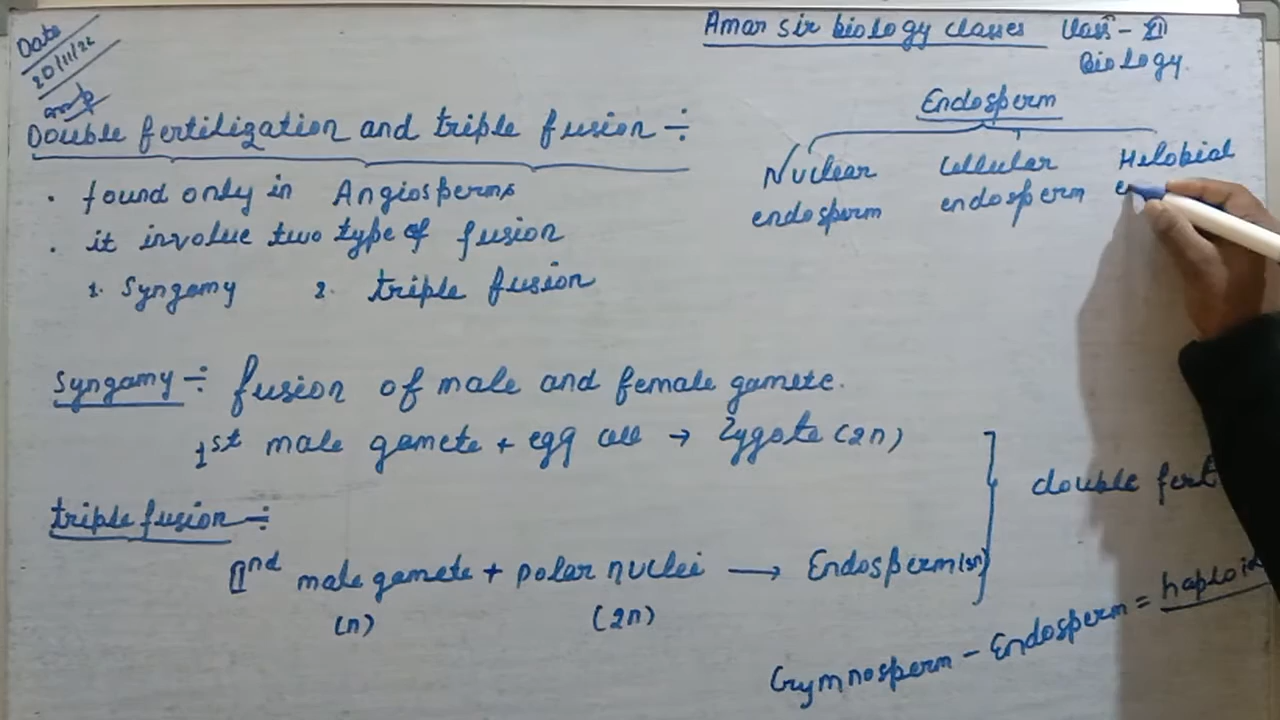 Date
20/11/22
Amar sir biology classes Class - XII
Biology
Double fertilization and triple fusion ÷
• found only in Angiosperms
• it involue two type of fusion
1. Syngamy 2. triple fusion
Endosperm
Nuclear endosperm
Cellular endosperm
Helobial e
Syngamy ÷ fusion of male and female gamete.
1st male gamete + egg cell → Zygote (2n)
triple fusion ÷
IInd male gamete + polar nuclei → Endosperm (3n)
(n) (2n)
double fert
Gymnosperm - Endosperm = haploid